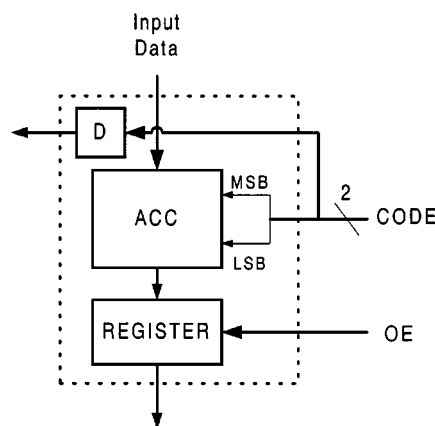 Input
Data
D
MSB
2
ACC
CODE
LSB
REGISTER
OE